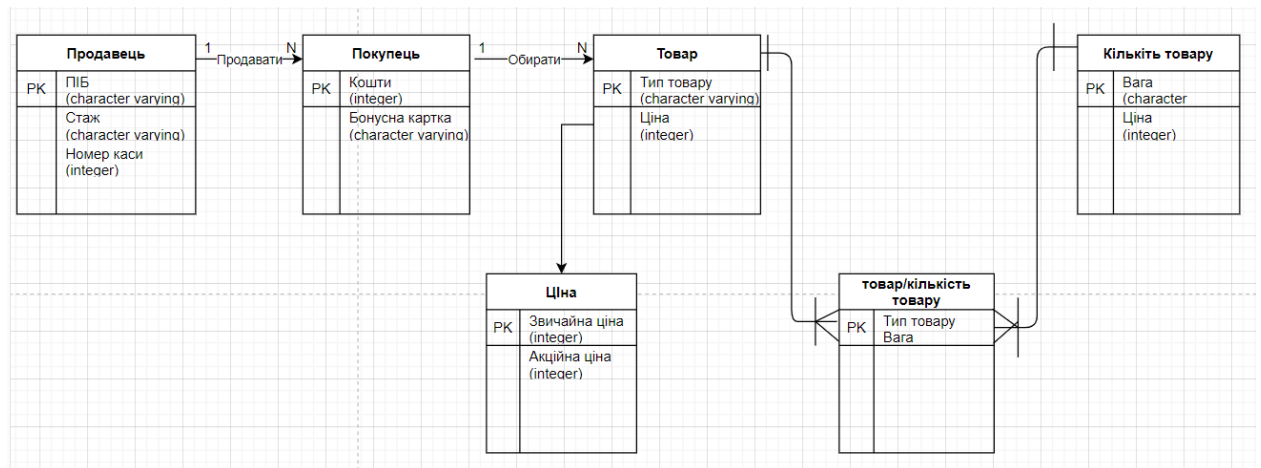 Продавець
PK
ПІБ
(character varying)
Стаж
(character varying)
Номер каси
(integer)
1
Продавати
N
Покупець
PK
Кошти
(integer)
Бонусна картка
(character varying)
1
Обирати
N
Товар
PK
Тип товару
(character varying)
Ціна
(integer)
Кількіть товару
PK
Вага
(character
Ціна
(integer)
ЦІна
PK
Звичайна ціна
(integer)
Акційна ціна
(integer)
товар/кількість
товару
PK
Тип товару
Вага